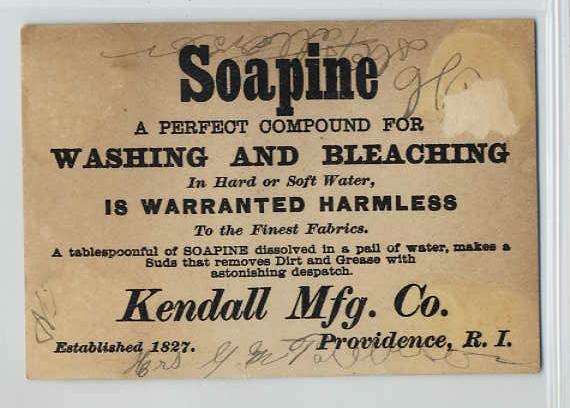 Soapine
A PERFECT COMPOUND FOR
WASHING AND BLEACHING
In Hard or Soft Water,
IS WARRANTED HARMLESS
To the Finest Fabrics.
A tablespoonful of SOAPINE dissolved in a pail of water, makes a
Suds that removes Dirt and Grease with
astonishing despatch.
Kendall Mfg. Co.
Established 1827. Providence, R. I.
Mrs